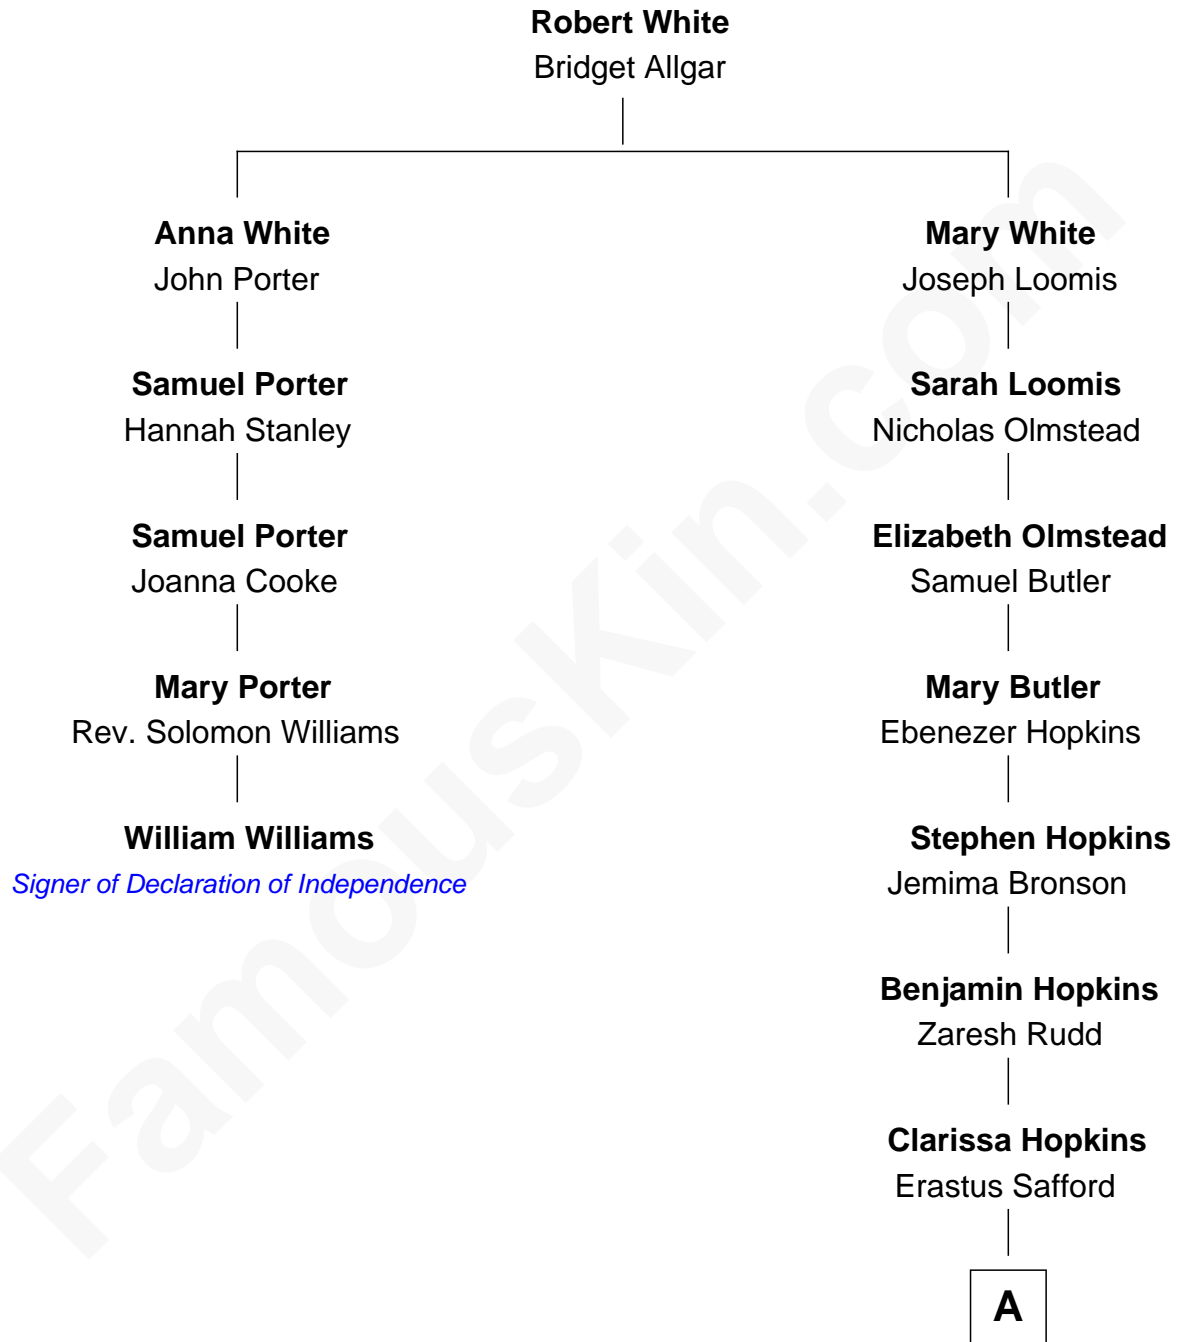 Robert White
Bridget Allgar
Anna White
John Porter
Samuel Porter
Hannah Stanley
Samuel Porter
Joanna Cooke
Mary Porter
Rev. Solomon Williams
William Williams
Signer of Declaration of Independence
Mary White
Joseph Loomis
Sarah Loomis
Nicholas Olmstead
Elizabeth Olmstead
Samuel Butler
Mary Butler
Ebenezer Hopkins
Stephen Hopkins
Jemima Bronson
Benjamin Hopkins
Zaresh Rudd
Clarissa Hopkins
Erastus Safford
A
FamousKin.com